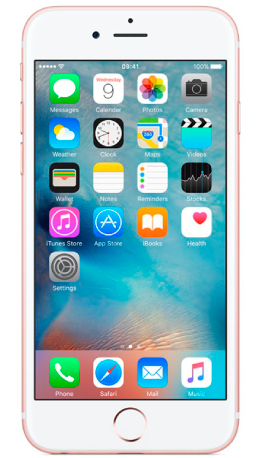 09:41 100%
Wednesday
9
Messages Calendar Photos Camera
280
Weather Clock Maps Videos
Wallet Notes Reminders Stocks
iTunes Store App Store iBooks Health
Settings
Phone Safari Mail Music